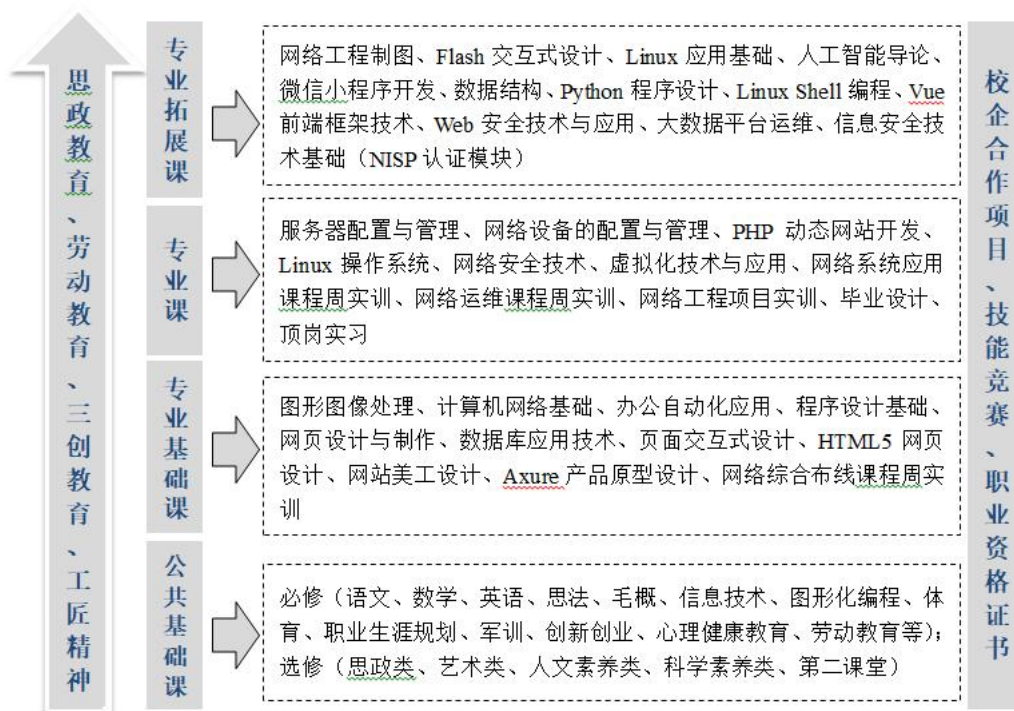 思政教育、劳动教育、三创教育、工匠精神
专业拓展课
网络工程制图、Flash 交互式设计、Linux 应用基础、人工智能导论、
微信小程序开发、数据结构、Python 程序设计、Linux Shell 编程、Vue
前端框架技术、Web 安全技术与应用、大数据平台运维、信息安全技
术基础（NISP 认证模块）
专业课
服务器配置与管理、网络设备的配置与管理、PHP 动态网站开发、
Linux 操作系统、网络安全技术、虚拟化技术与应用、网络系统应用
课程周实训、网络运维课程周实训、网络工程项目实训、毕业设计、
顶岗实习
专业基础课
图形图像处理、计算机网络基础、办公自动化应用、程序设计基础、
网页设计与制作、数据库应用技术、页面交互式设计、HTML5 网页
设计、网站美工设计、Axure 产品原型设计、网络综合布线课程周实
训
公共基础课
必修（语文、数学、英语、思法、毛概、信息技术、图形化编程、体
育、职业生涯规划、军训、创新创业、心理健康教育、劳动教育等）；
选修（思政类、艺术类、人文素养类、科学素养类、第二课堂）
校企合作项目、技能竞赛、职业资格证书